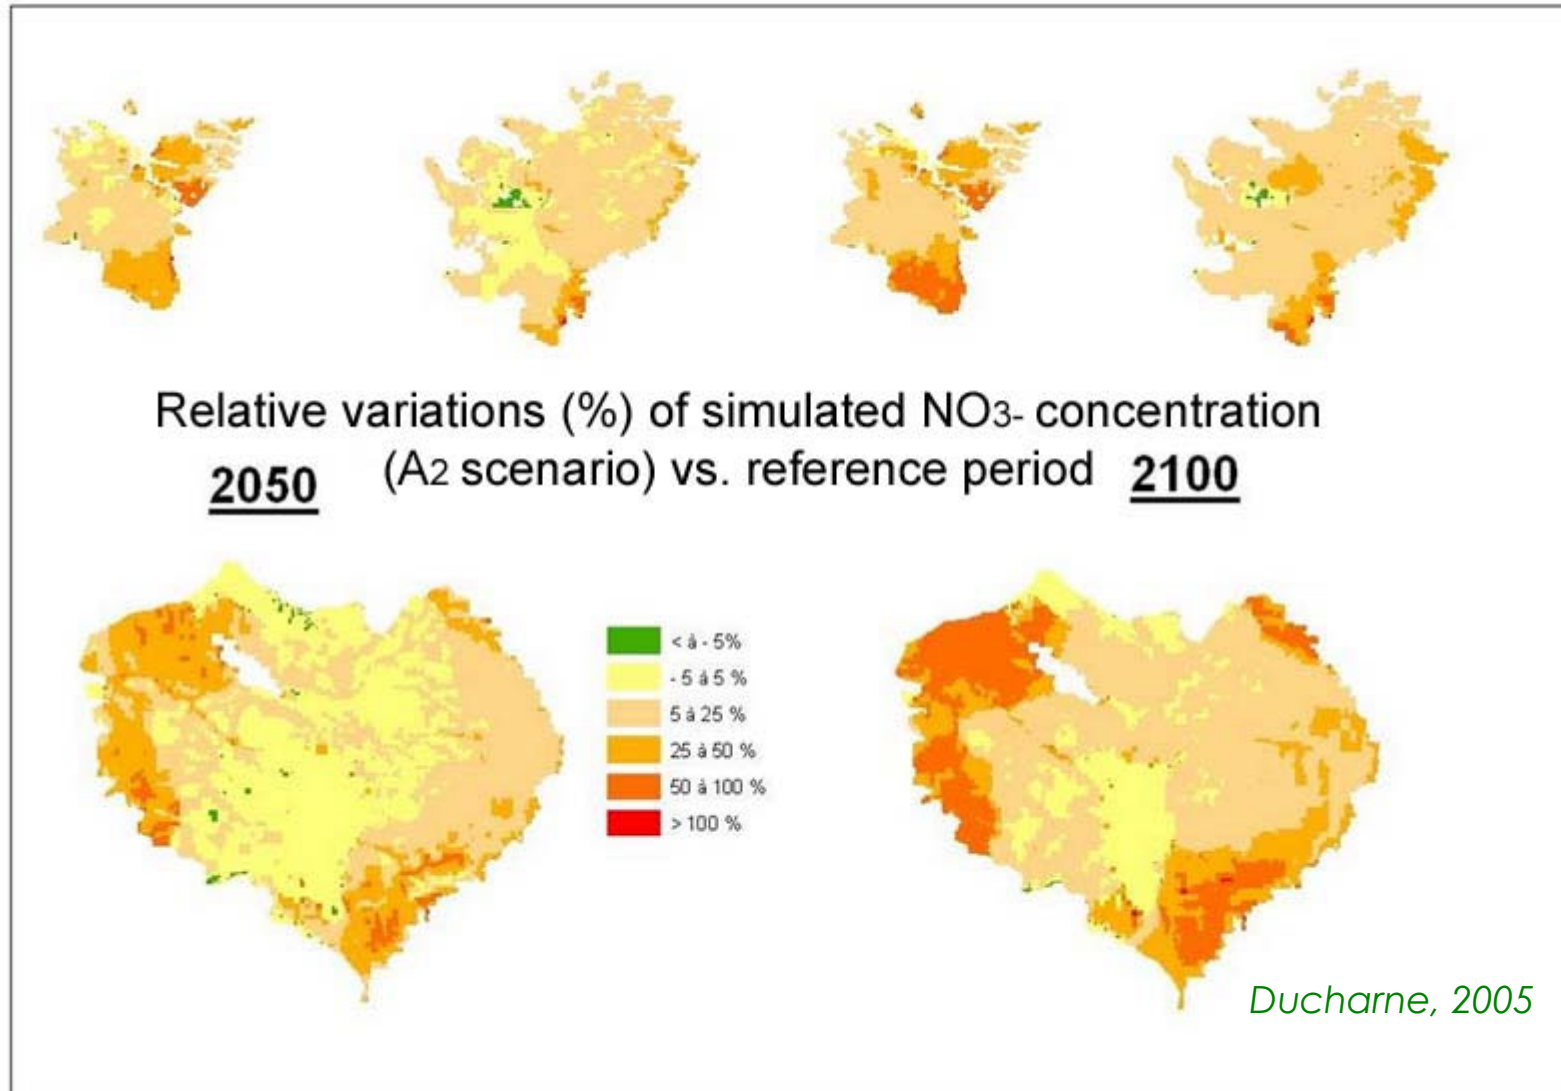 Relative variations (%) of simulated NO3- concentration
(A2 scenario) vs. reference period
2050
2100
< à - 5%
- 5 à 5 %
5 à 25 %
25 à 50 %
50 à 100 %
> 100 %
Ducharne, 2005